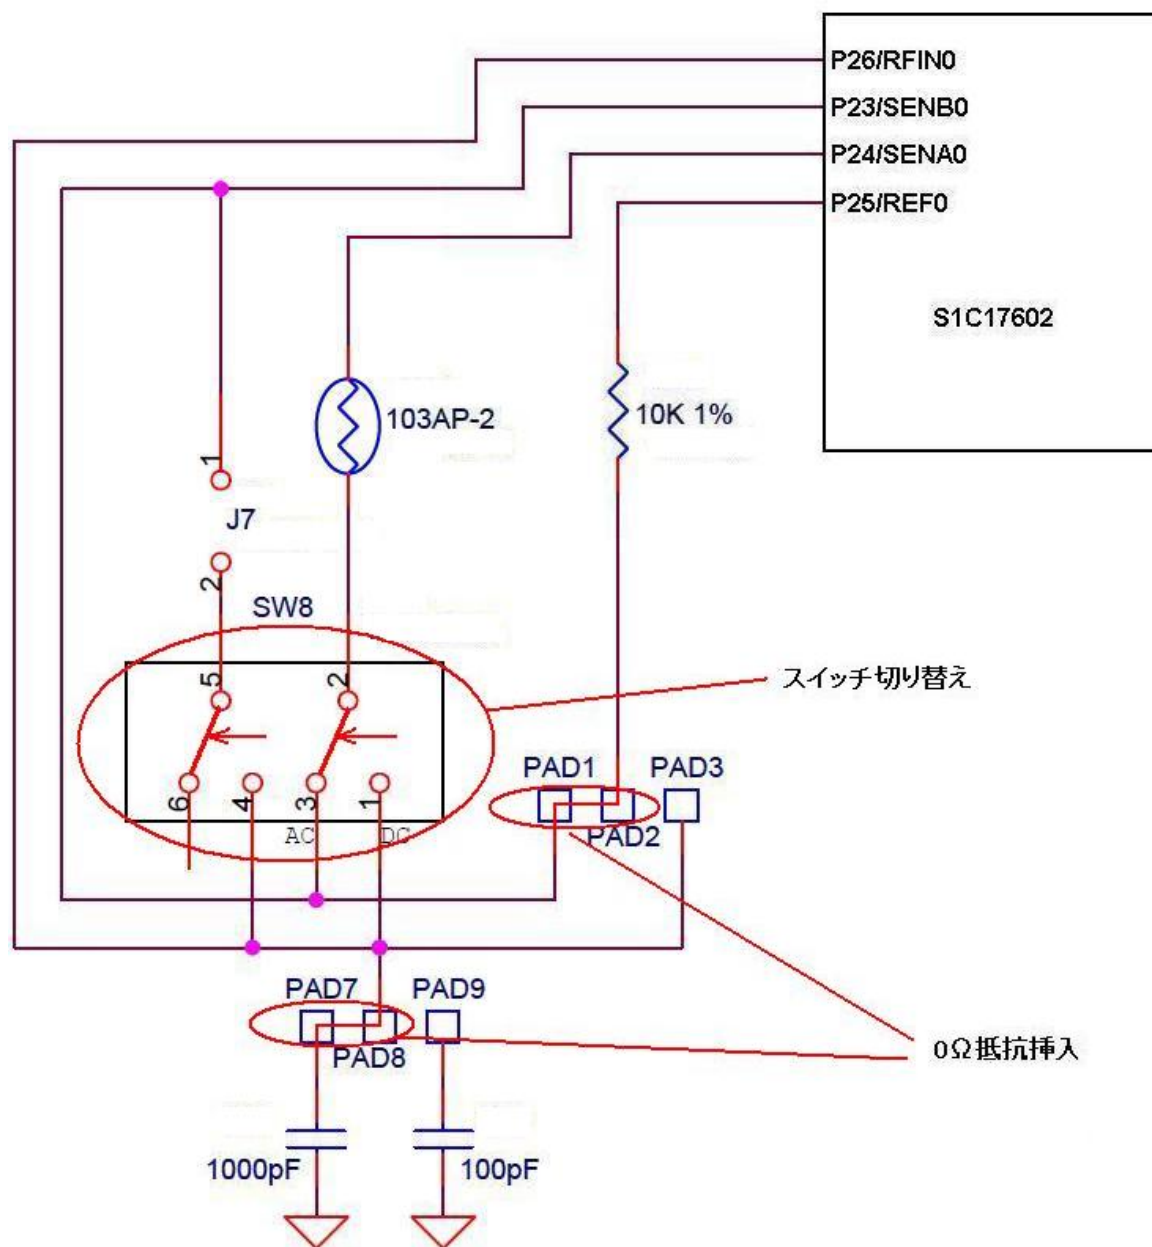 P26/RFIN0
P23/SENB0
P24/SENA0
P25/REF0
S1C17602
103AP-2
10K 1%
1
J7
2
SW8
5
2
スイッチ切り替え
6
4
3
1
AC
DC
PAD1
PAD3
PAD2
PAD7
PAD9
PAD8
0Ω抵抗挿入
1000pF
100pF